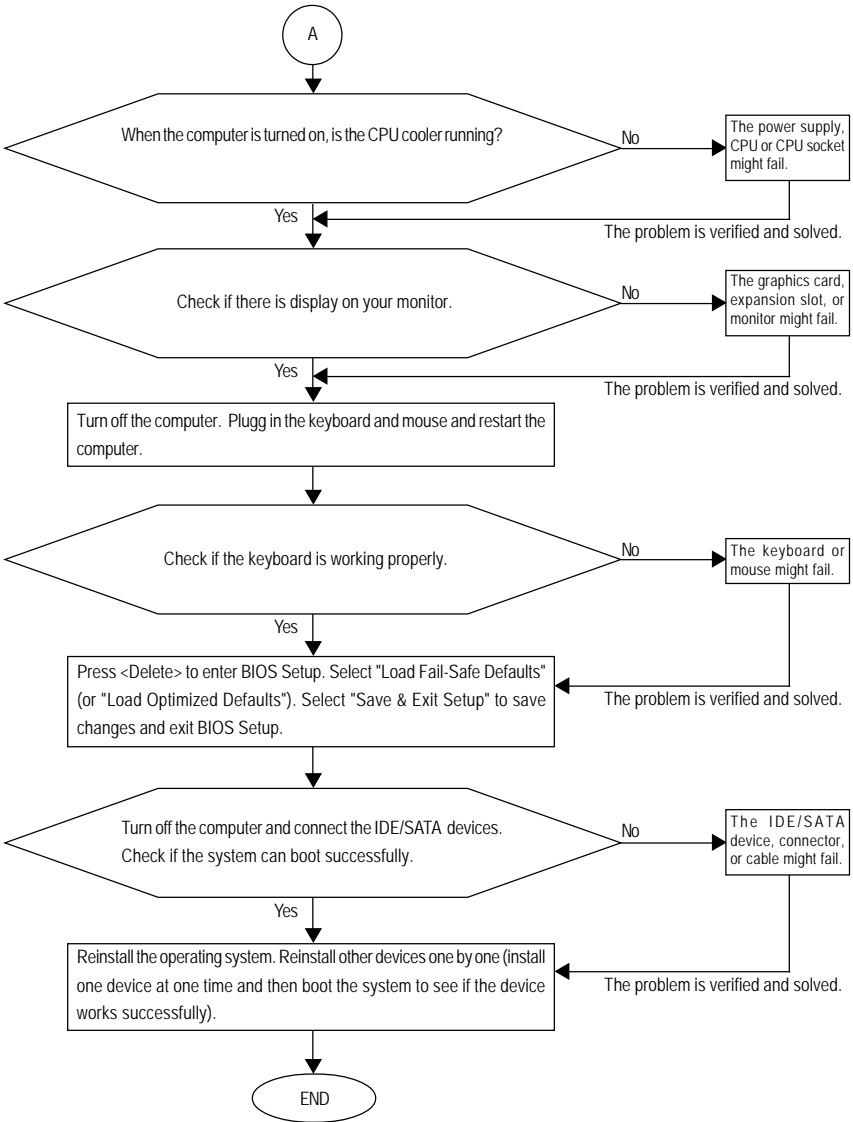 A
When the computer is turned on, is the CPU cooler running?
No
The power supply,
CPU or CPU socket
might fail.
Yes
The problem is verified and solved.
Check if there is display on your monitor.
No
The graphics card,
expansion slot, or
monitor might fail.
Yes
The problem is verified and solved.
Turn off the computer. Plugg in the keyboard and mouse and restart the
computer.
Check if the keyboard is working properly.
No
The keyboard or
mouse might fail.
Yes
Press <Delete> to enter BIOS Setup. Select "Load Fail-Safe Defaults"
(or "Load Optimized Defaults"). Select "Save & Exit Setup" to save
changes and exit BIOS Setup.
The problem is verified and solved.
Turn off the computer and connect the IDE/SATA devices.
Check if the system can boot successfully.
No
The IDE/SATA
device, connector,
or cable might fail.
Yes
Reinstall the operating system. Reinstall other devices one by one (install
one device at one time and then boot the system to see if the device
works successfully).
The problem is verified and solved.
END